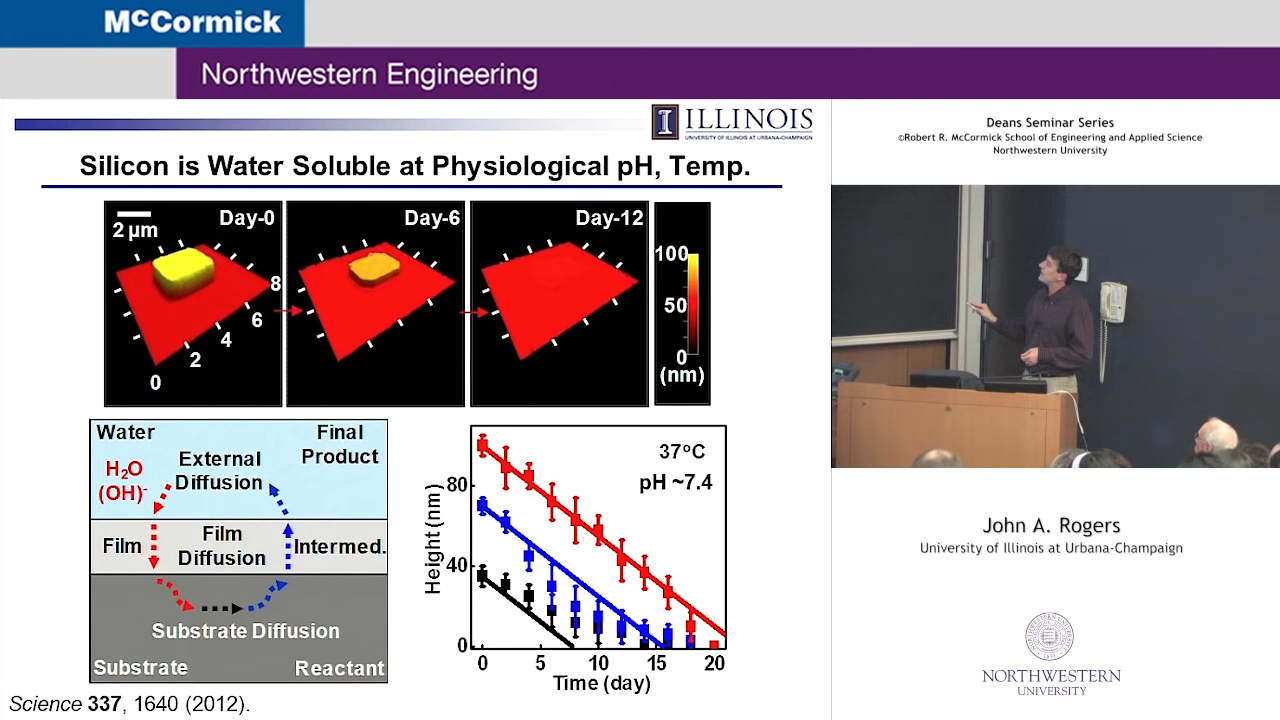 McCormick
Northwestern Engineering
ILLINOIS
UNIVERSITY OF ILLINOIS AT URBANA-CHAMPAIGN
Silicon is Water Soluble at Physiological pH, Temp.
2 µm
Day-0
Day-6
Day-12
0
2
4
6
8
100
50
0
(nm)
Water
Final
Product
H₂O
(OH)⁻
External
Diffusion
Film
Film
Diffusion
Intermed.
Substrate Diffusion
Substrate
Reactant
37°C
pH ~7.4
Height (nm)
80
40
0
0
5
10
15
20
Time (day)
Science 337, 1640 (2012).
Deans Seminar Series
©Robert R. McCormick School of Engineering and Applied Science
Northwestern University
John A. Rogers
University of Illinois at Urbana-Champaign
NORTHWESTERN
UNIVERSITY